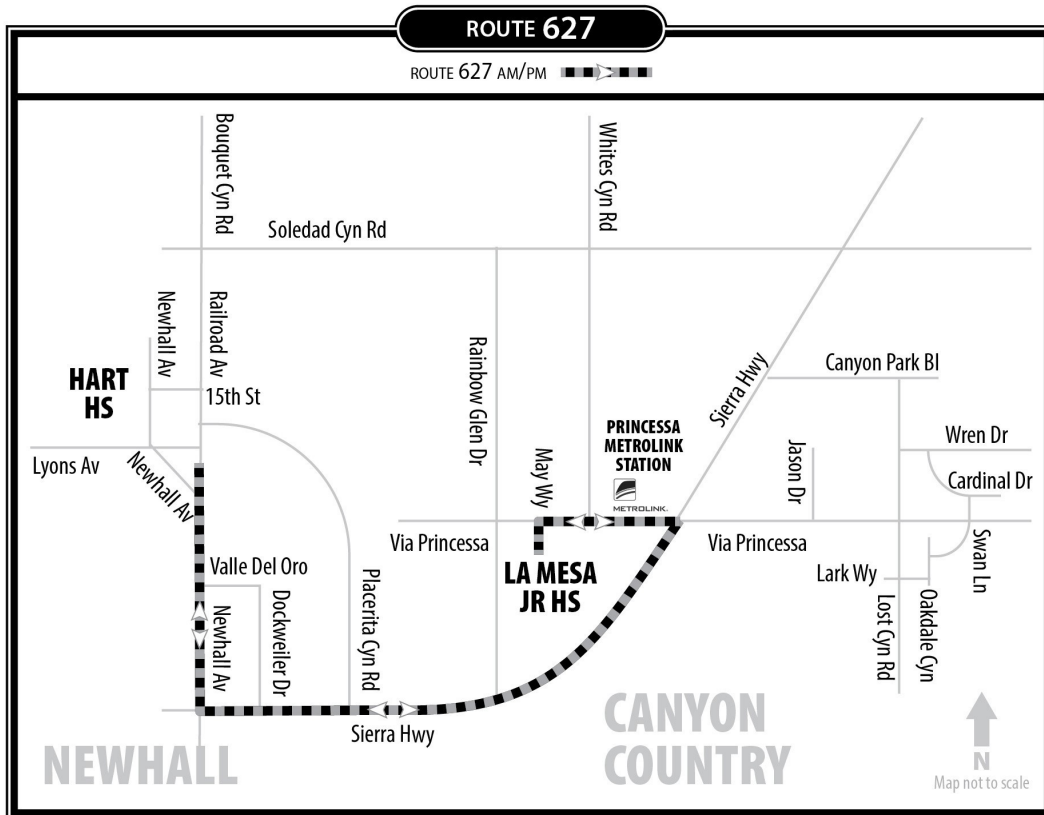 ROUTE 627
ROUTE 627 AM/PM
Bouquet Cyn Rd
Whites Cyn Rd
Soledad Cyn Rd
Newhall Av
Railroad Av
Rainbow Glen Dr
Sierra Hwy
Canyon Park Bl
HART
HS
15th St
PRINCESSA
METROLINK
STATION
METROLINK.
Lyons Av
Newhall Av
May Wy
Jason Dr
Wren Dr
Cardinal Dr
Via Princessa
Via Princessa
Swan Ln
Valle Del Oro
LA MESA
JR HS
Lark Wy
Newhall Av
Dockweiler Dr
Placerita Cyn Rd
Lost Cyn Rd
Oakdale Cyn
Sierra Hwy
NEWHALL
CANYON
COUNTRY
N
Map not to scale